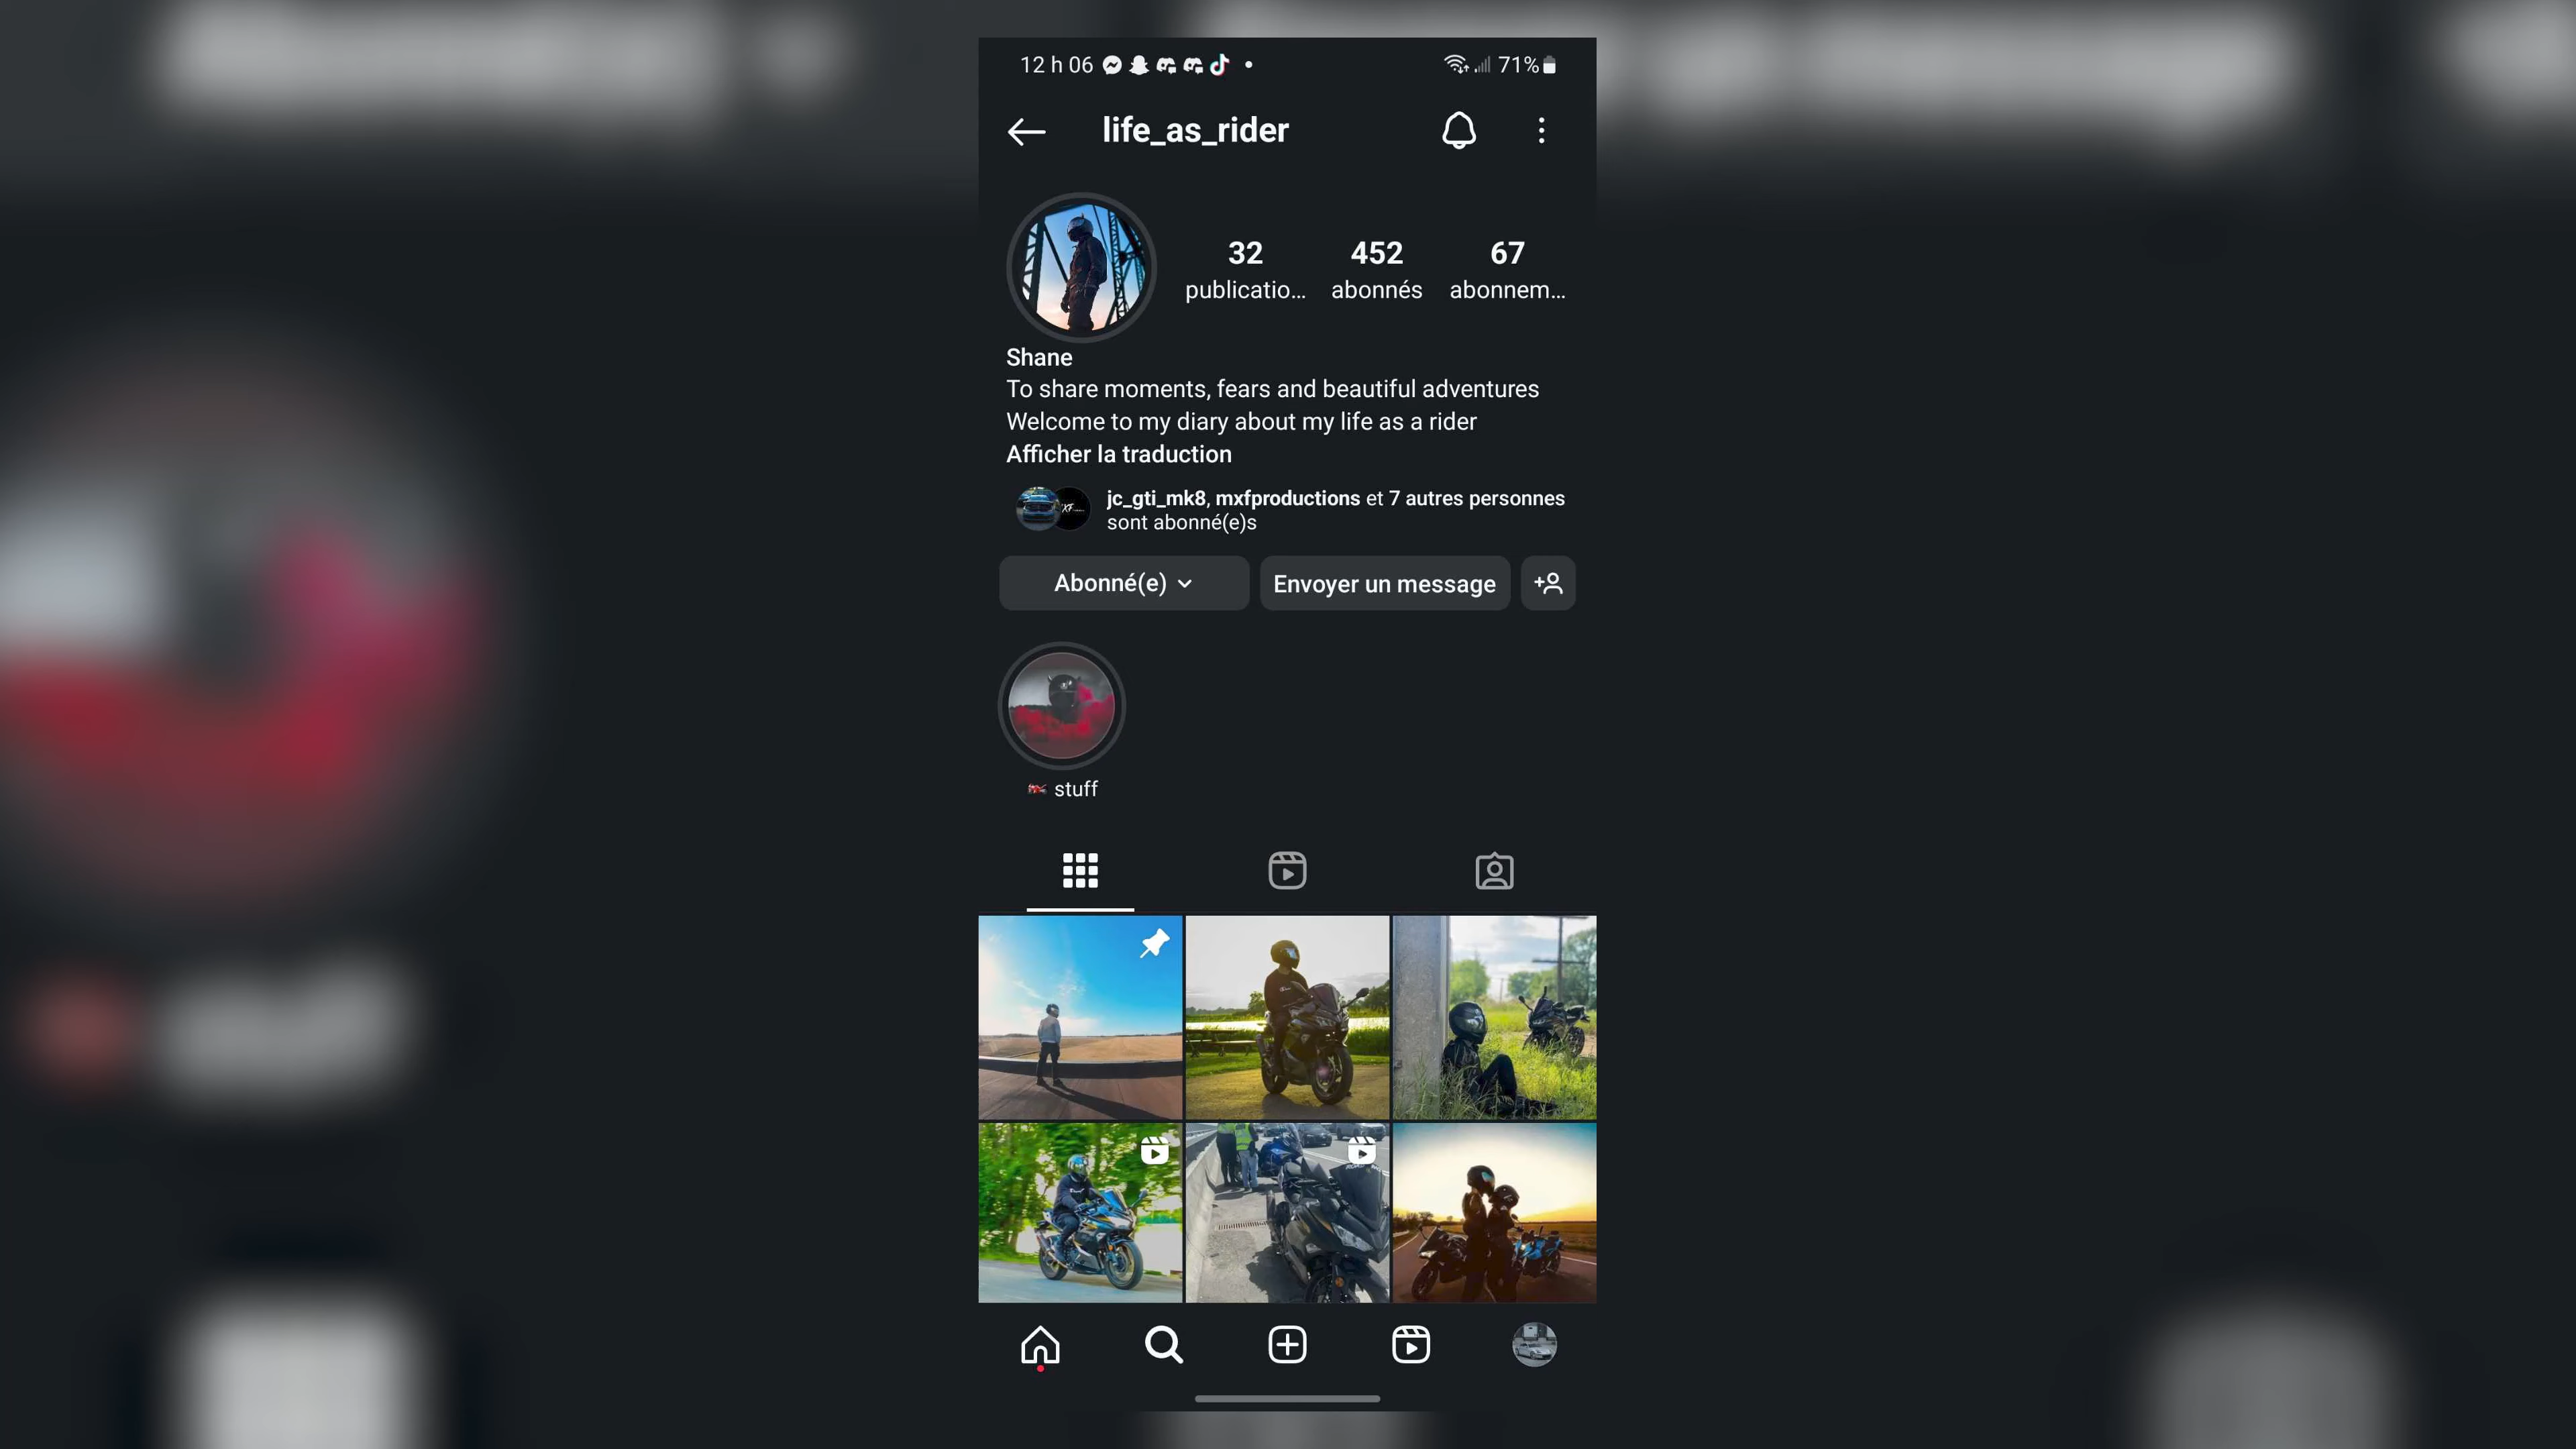 12 h 06
71%
life_as_rider
32
452
67
publicatio...
abonnés
abonnem...
Shane
To share moments, fears and beautiful adventures
Welcome to my diary about my life as a rider
Afficher la traduction
jc_gti_mk8, mxfproductions et 7 autres personnes
sont abonné(e)s
Abonné(e)
Envoyer un message
stuff